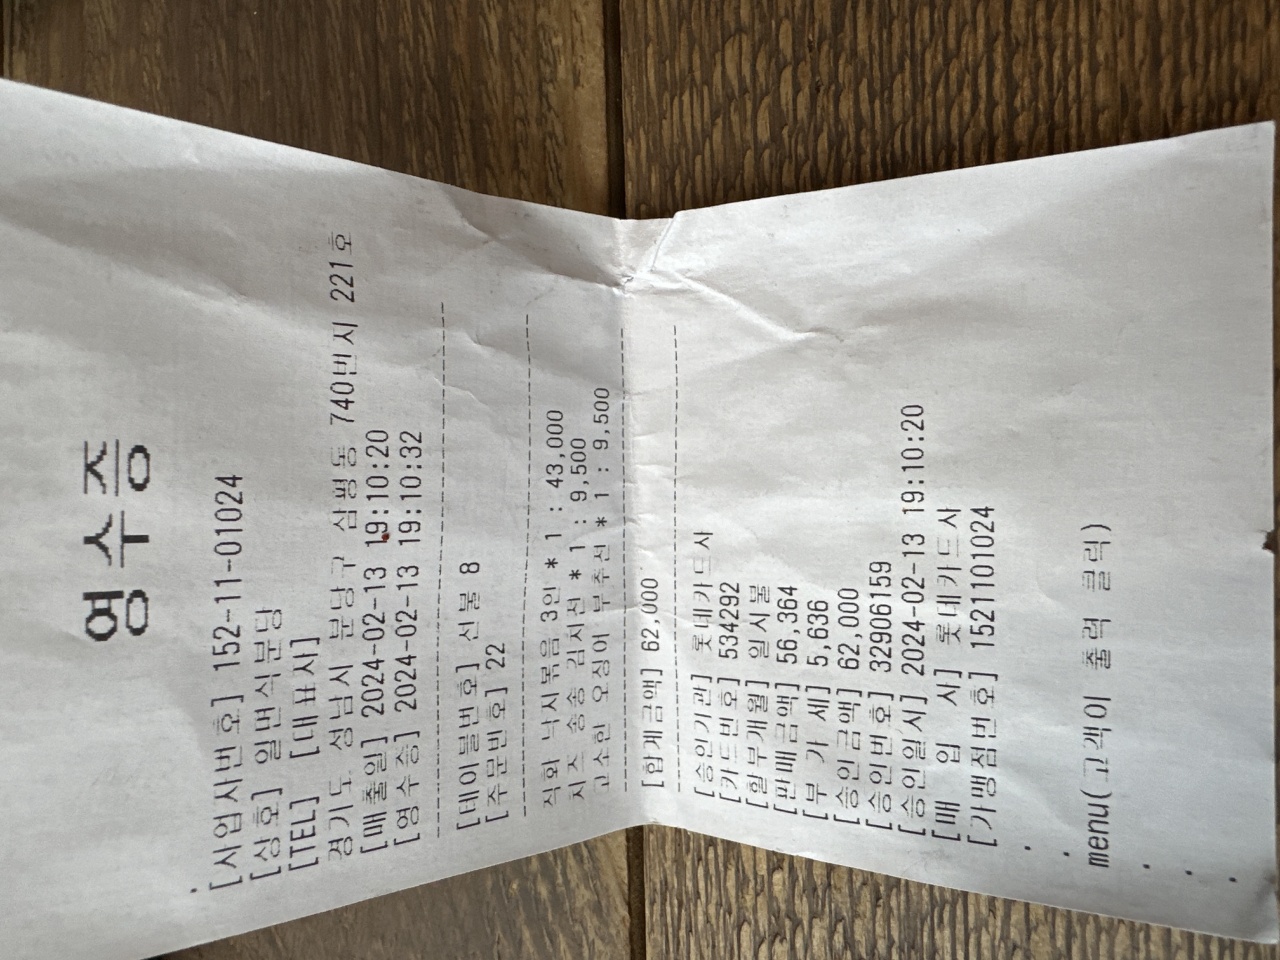 영수증
[사업자번호] 152-11-01024
[상호] 일편식분당
[TEL] [대표자]
경기도 성남시 분당구 삼평동 740번지 221호
[매출일] 2024-02-13 19:10:20
[영수증] 2024-02-13 19:10:32
[테이블번호] 선불 8
[주문번호] 22
직화 낙지볶음 3인 * 1 : 43,000
치즈 송송 김치전 * 1 : 9,500
고소한 오징어 부추전 * 1 : 9,500
[합계금액] 62,000
[승인기관] 롯데카드사
[카드번호] 534292
[할부개월] 일시불
[판매금액] 56,364
[부 가 세] 5,636
[승인금액] 62,000
[승인번호] 32906159
[승인일시] 2024-02-13 19:10:20
[매 입 사] 롯데카드사
[가맹점번호] 1521101024
.
.
menu(고객이 출력 클릭)
.
.
.